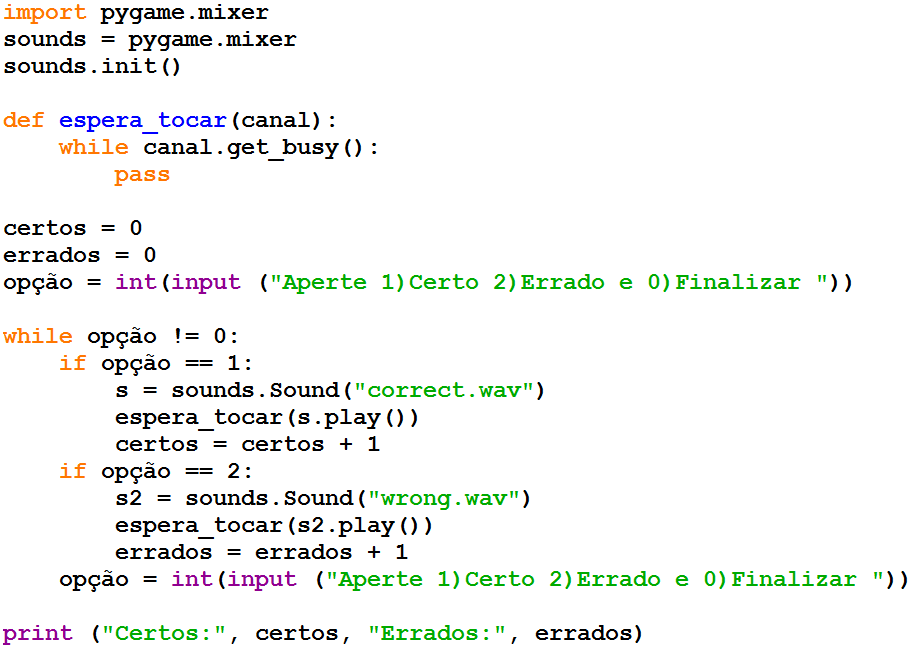 import pygame.mixer
sounds = pygame.mixer
sounds.init()

def espera_tocar(canal):
    while canal.get_busy():
        pass

certos = 0
errados = 0
opção = int(input ("Aperte 1)Certo 2)Errado e 0)Finalizar "))

while opção != 0:
    if opção == 1:
        s = sounds.Sound("correct.wav")
        espera_tocar(s.play())
        certos = certos + 1
    if opção == 2:
        s2 = sounds.Sound("wrong.wav")
        espera_tocar(s2.play())
        errados = errados + 1
    opção = int(input ("Aperte 1)Certo 2)Errado e 0)Finalizar "))

print ("Certos:", certos, "Errados:", errados)